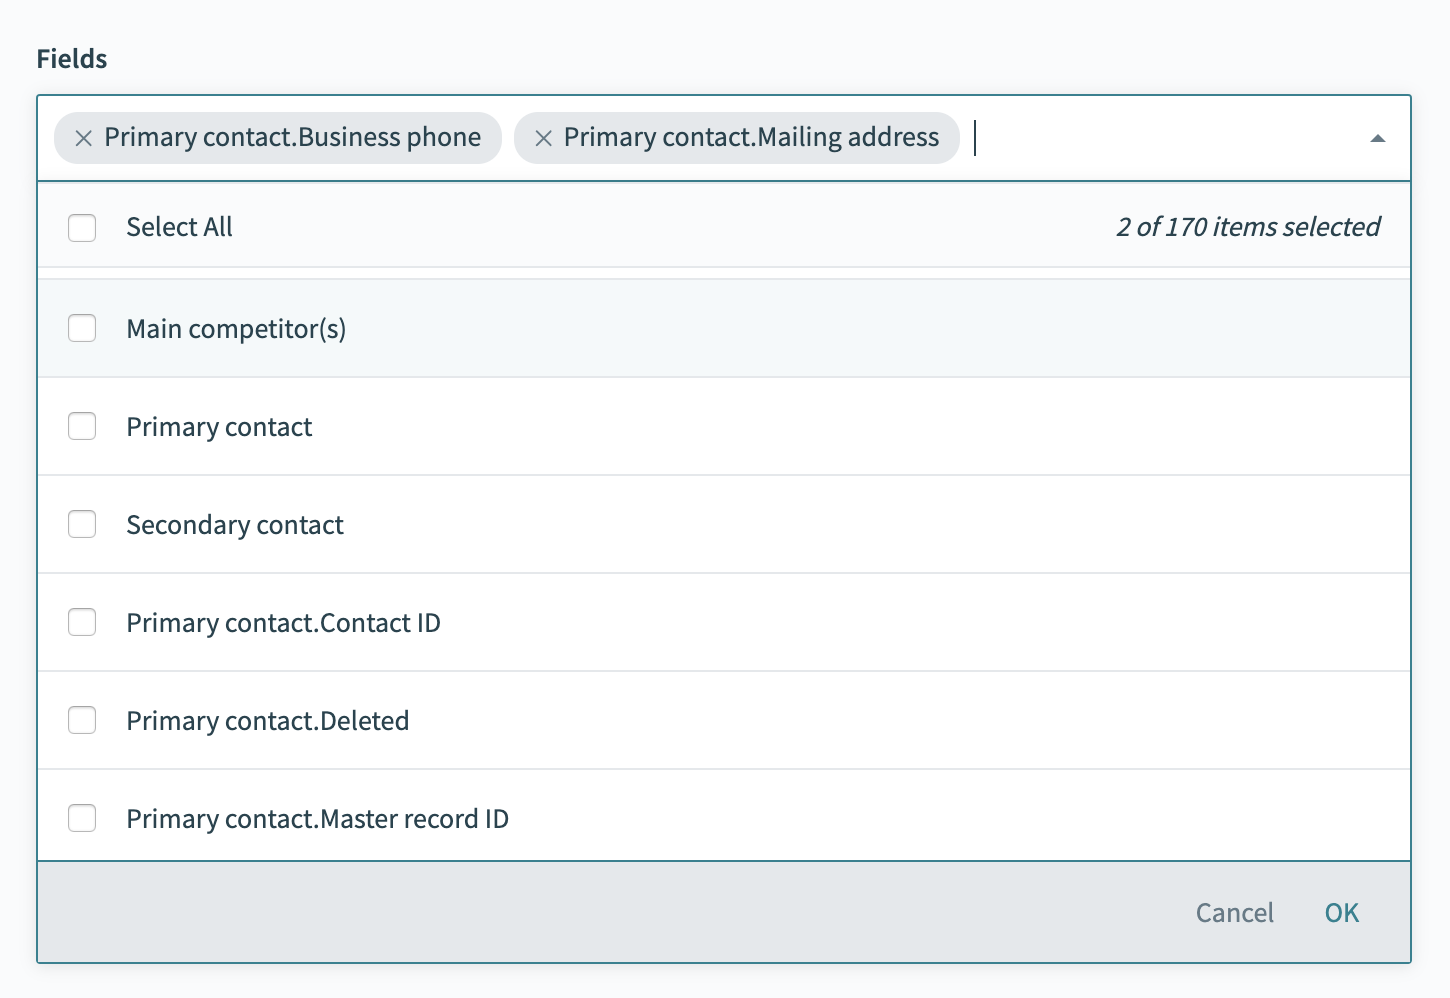 Fields
Primary contact.Business phone Primary contact.Mailing address
Select All 2 of 170 items selected
Main competitor(s)
Primary contact
Secondary contact
Primary contact.Contact ID
Primary contact.Deleted
Primary contact.Master record ID
Cancel OK